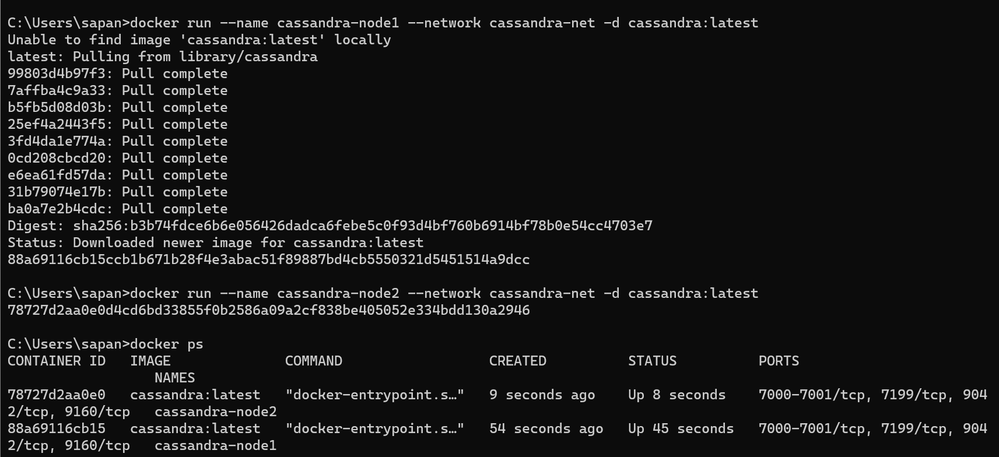 C:\Users\sapan>docker run --name cassandra-node1 --network cassandra-net -d cassandra:latest
Unable to find image 'cassandra:latest' locally
latest: Pulling from library/cassandra
99803d4b97f3: Pull complete
7affba4c9a33: Pull complete
b5fb5d08d03b: Pull complete
25ef4a2443f5: Pull complete
3fd4da1e774a: Pull complete
0cd208cbcd20: Pull complete
e6ea61fd57da: Pull complete
31b79074e17b: Pull complete
ba0a7e2b4cdc: Pull complete
Digest: sha256:b3b74fdce6b6e056426dadca6febe5c0f93d4bf760b6914bf78b0e54cc4703e7
Status: Downloaded newer image for cassandra:latest
88a69116cb15ccb1b671b28f4e3abac51f89887bd4cb5550321d5451514a9dcc

C:\Users\sapan>docker run --name cassandra-node2 --network cassandra-net -d cassandra:latest
78727d2aa0e0d4cd6bd33855f0b2586a09a2cf838be405052e334bdd130a2946

C:\Users\sapan>docker ps
CONTAINER ID   IMAGE              COMMAND                  CREATED          STATUS          PORTS
                  NAMES
78727d2aa0e0   cassandra:latest   "docker-entrypoint.s…"   9 seconds ago    Up 8 seconds    7000-7001/tcp, 7199/tcp, 904
2/tcp, 9160/tcp   cassandra-node2
88a69116cb15   cassandra:latest   "docker-entrypoint.s…"   54 seconds ago   Up 45 seconds   7000-7001/tcp, 7199/tcp, 904
2/tcp, 9160/tcp   cassandra-node1